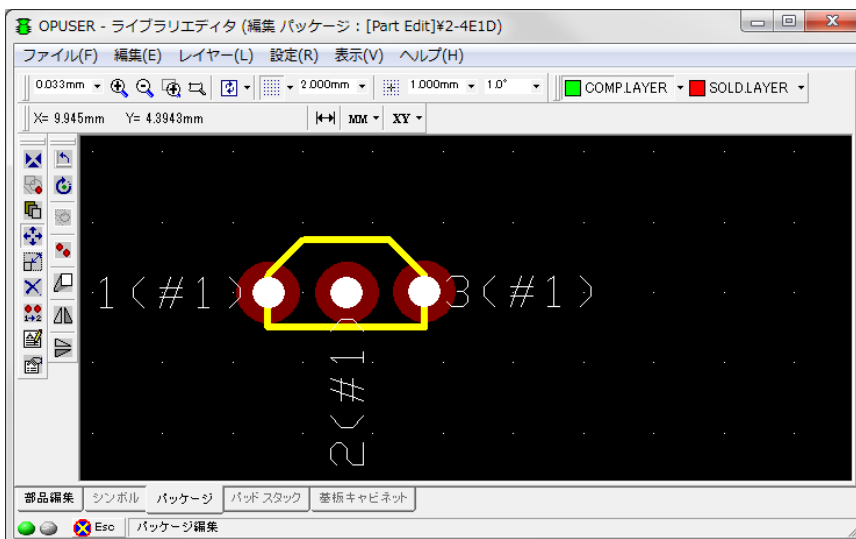 OPUSER - ライブラリエディタ (編集 パッケージ : [Part Edit]¥2-4E1D)
ファイル(F) 編集(E) レイヤー(L) 設定(R) 表示(V) ヘルプ(H)
0.033mm 2.000mm 1.000mm 1.0° COMP.LAYER SOLD.LAYER
X= 9.945mm Y= 4.3943mm MM XY
1(#1) 3(#1)
2(#1)
部品編集 シンボル パッケージ パッド スタック 基板キャビネット
Esc パッケージ編集